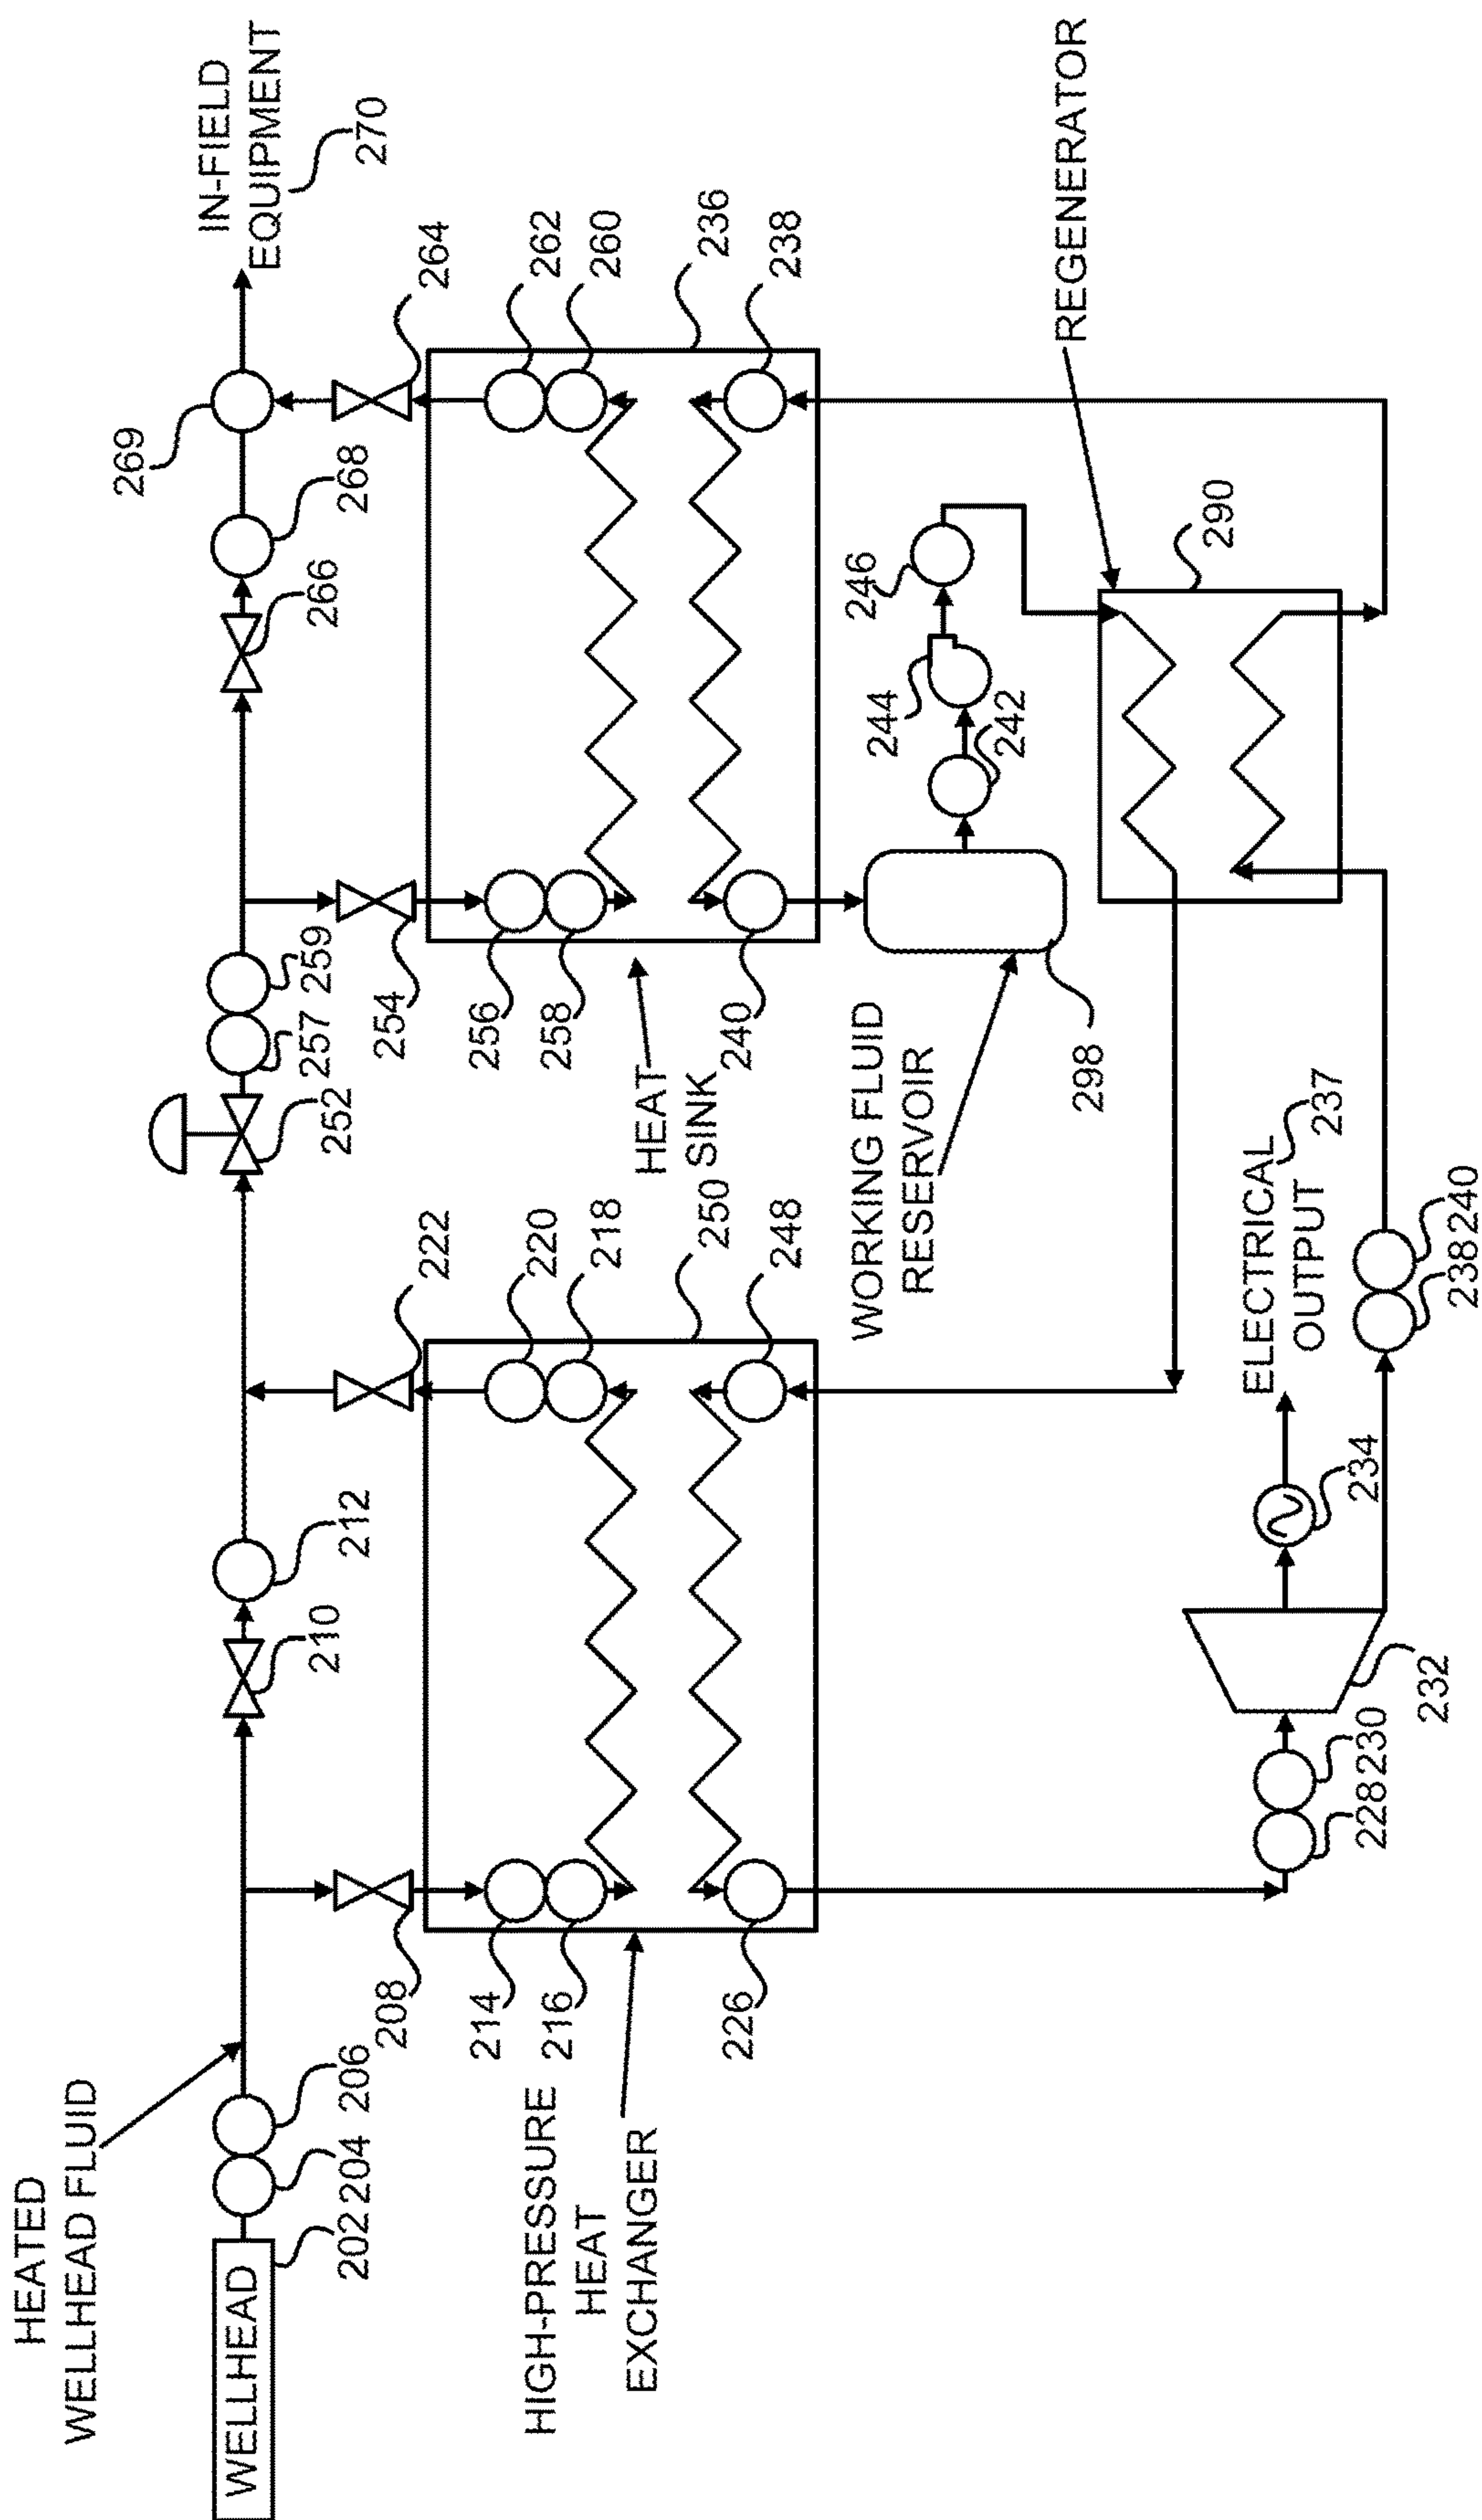 HEATED
WELLHEAD FLUID
WELLHEAD
202
204
206
208
210
212
214
216
218
220
222
226
248
250
HIGH-PRESSURE
HEAT
EXCHANGER
228
230
232
234
ELECTRICAL
OUTPUT
237
238
240
252
257
259
254
256
258
240
HEAT
SINK
WORKING FLUID
RESERVOIR
298
242
244
246
266
268
269
IN-FIELD
EQUIPMENT
270
264
262
260
236
238
REGENERATOR
290